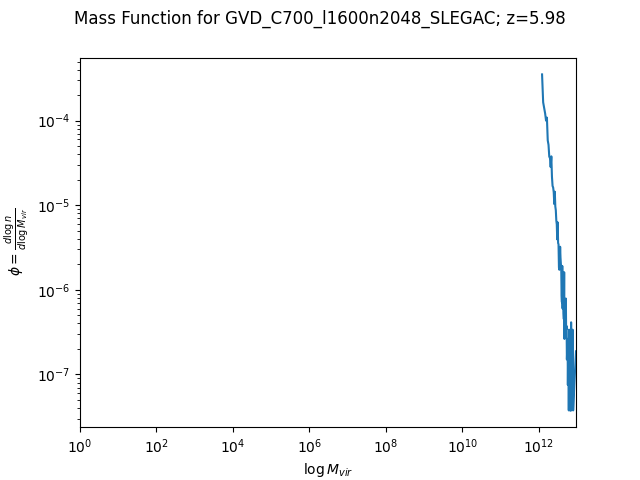 Mass Function for GVD_C700_l1600n2048_SLEGAC; z=5.98
10⁻⁴
10⁻⁵
10⁻⁶
10⁻⁷
ϕ = d log n / d log M_vir
10⁰ 10² 10⁴ 10⁶ 10⁸ 10¹⁰ 10¹²
log M_vir